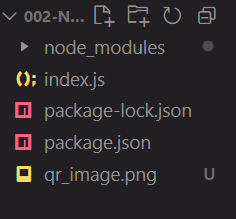 002-N...
node_modules
index.js
package-lock.json
package.json
qr_image.png U